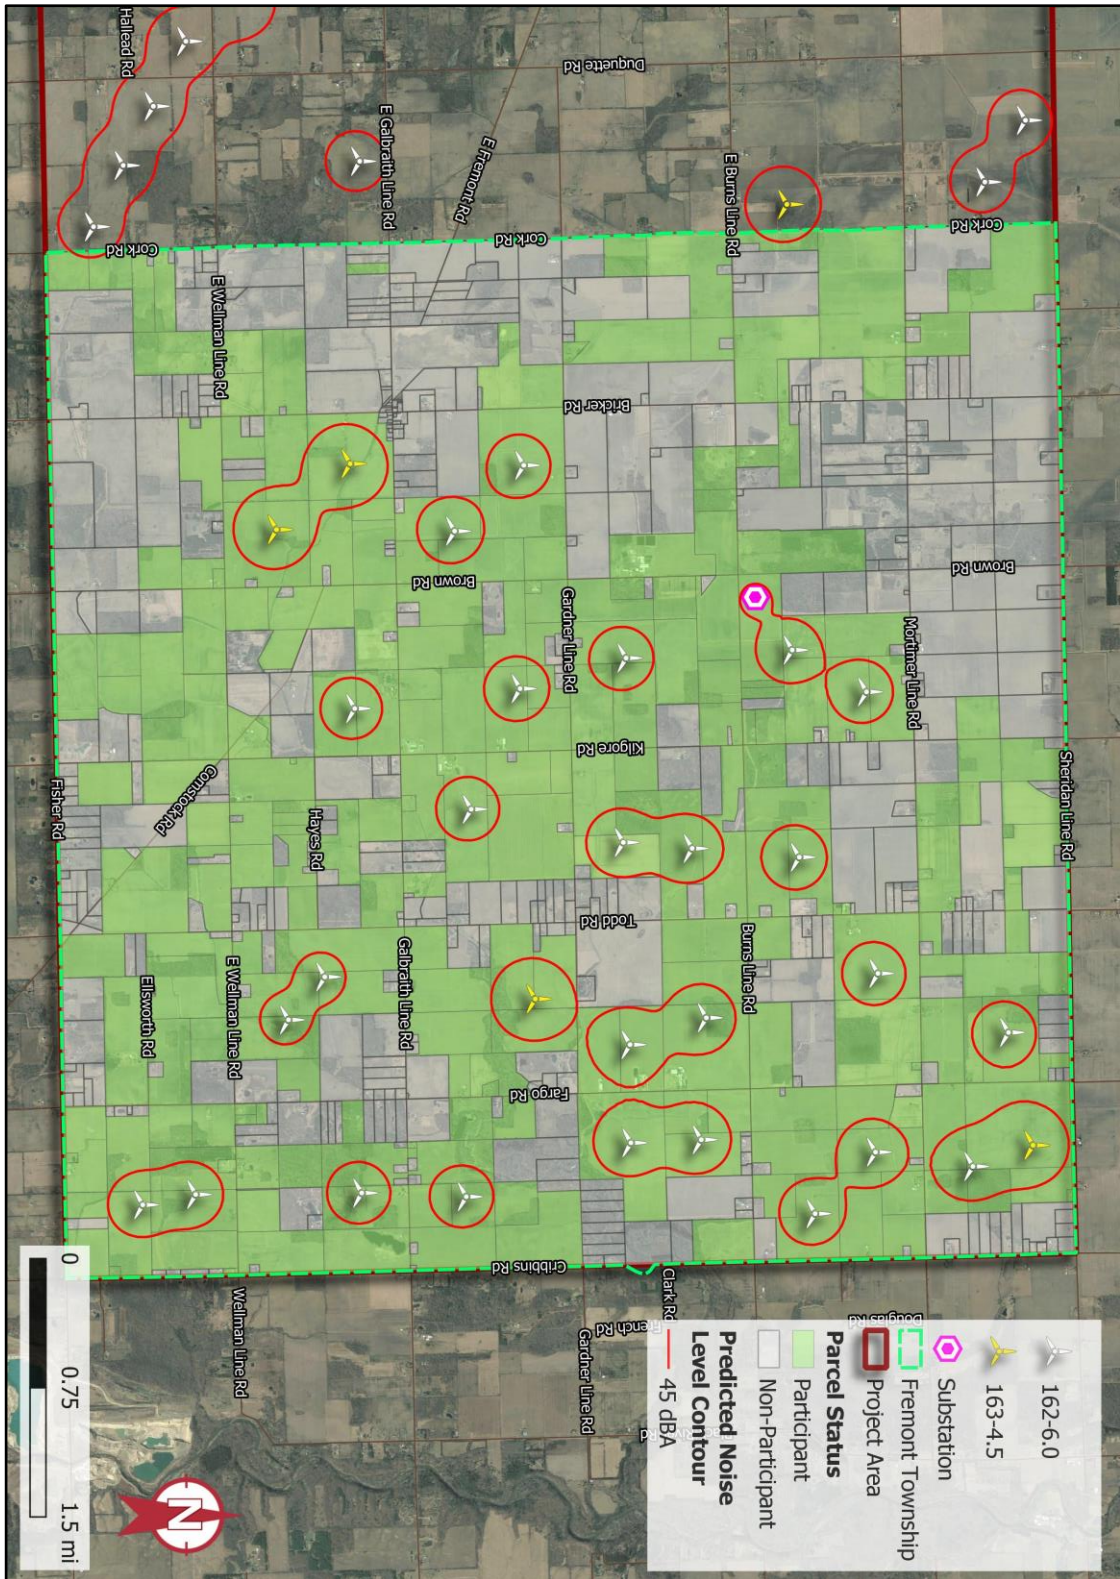 Hallead Rd
Duquette Rd
E Galbraith Line Rd
E Fremont Rd
E Burns Line Rd
Cork Rd
Cork Rd
Cork Rd
E Wellman Line Rd
Bricker Rd
Brown Rd
Brown Rd
Gardner Line Rd
Mortimer Line Rd
Kilgore Rd
Sheridan Line Rd
Fisher Rd
Comstock Rd
Hayes Rd
Todd Rd
Burns Line Rd
Galbraith Line Rd
E Wellman Line Rd
Ellsworth Rd
Fargo Rd
Cribbins Rd
Clark Rd
Wellman Line Rd
Gardner Line Rd
French Rd
Douglas Rd
Rd
162-6.0
163-4.5
Substation
Fremont Township
Project Area
Parcel Status
Participant
Non-Participant
Predicted Noise
Level Contour
45 dBA
0
0.75
1.5 mi
N